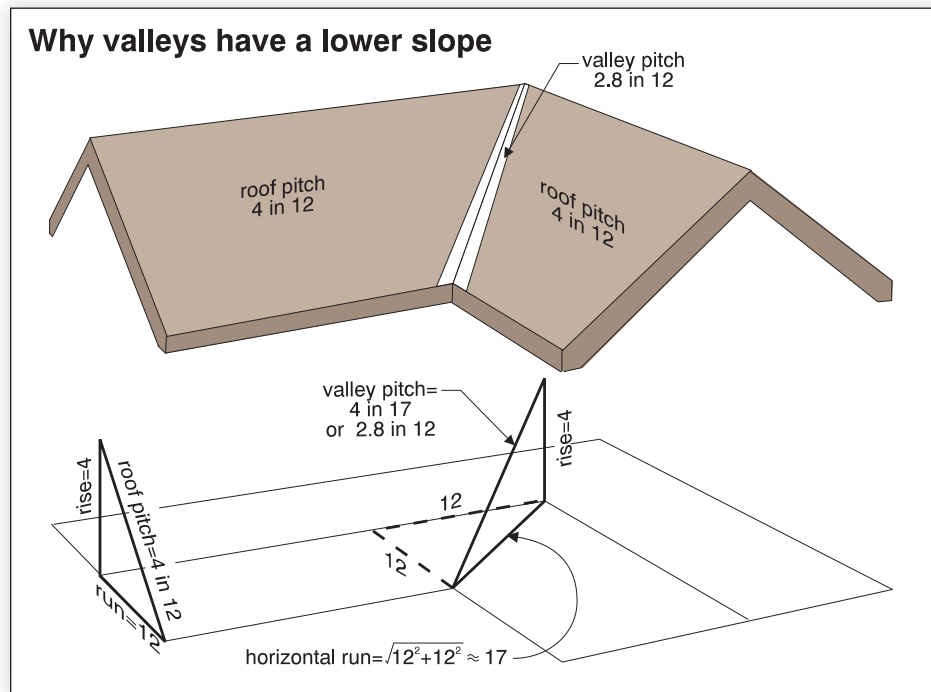 Why valleys have a lower slope
valley pitch
2.8 in 12
roof pitch
4 in 12
roof pitch
4 in 12
valley pitch=
4 in 17
or 2.8 in 12
rise=4
rise=4
roof pitch=4 in 12
12
12
run=12
horizontal run=√12²+12² ≈ 17